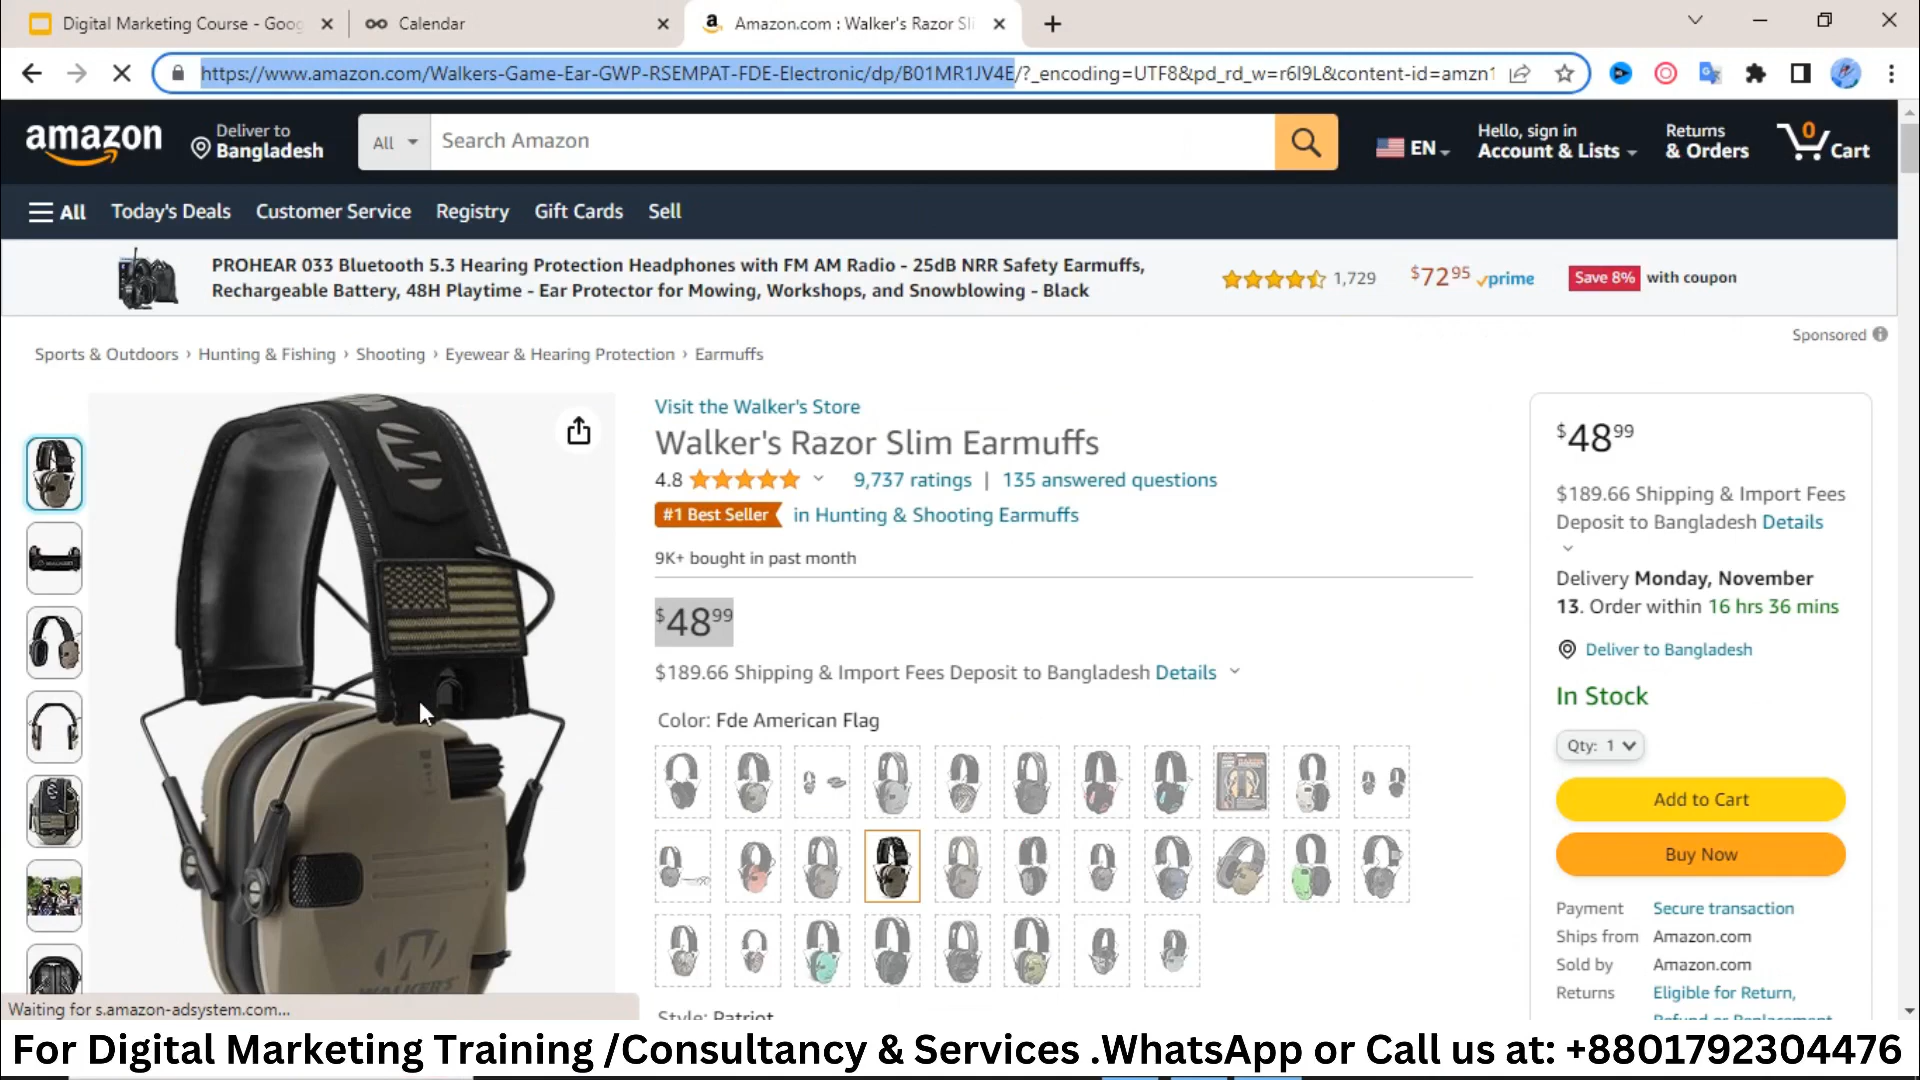 Digital Marketing Course - Goog
Calendar
Amazon.com : Walker's Razor Sli
https://www.amazon.com/Walkers-Game-Ear-GWP-RSEMPAT-FDE-Electronic/dp/B01MR1JV4E/?_encoding=UTF8&pd_rd_w=r6I9L&content-id=amzn1
amazon
Deliver to
Bangladesh
All
Search Amazon
EN
Hello, sign in
Account & Lists
Returns
& Orders
0
Cart
All
Today's Deals
Customer Service
Registry
Gift Cards
Sell
PROHEAR 033 Bluetooth 5.3 Hearing Protection Headphones with FM AM Radio - 25dB NRR Safety Earmuffs,
Rechargeable Battery, 48H Playtime - Ear Protector for Mowing, Workshops, and Snowblowing - Black
1,729
$72.95 prime
Save 8% with coupon
Sponsored
Sports & Outdoors › Hunting & Fishing › Shooting › Eyewear & Hearing Protection › Earmuffs
Visit the Walker's Store
Walker's Razor Slim Earmuffs
4.8
9,737 ratings | 135 answered questions
#1 Best Seller in Hunting & Shooting Earmuffs
9K+ bought in past month
$48.99
$189.66 Shipping & Import Fees Deposit to Bangladesh Details
Color: Fde American Flag
Style: Patriot
WALKER'S
$48.99
$189.66 Shipping & Import Fees
Deposit to Bangladesh Details
Delivery Monday, November
13. Order within 16 hrs 36 mins
Deliver to Bangladesh
In Stock
Qty: 1
Add to Cart
Buy Now
Payment Secure transaction
Ships from Amazon.com
Sold by Amazon.com
Returns Eligible for Return,
Refund or Replacement
Waiting for s.amazon-adsystem.com...
For Digital Marketing Training /Consultancy & Services .WhatsApp or Call us at: +8801792304476